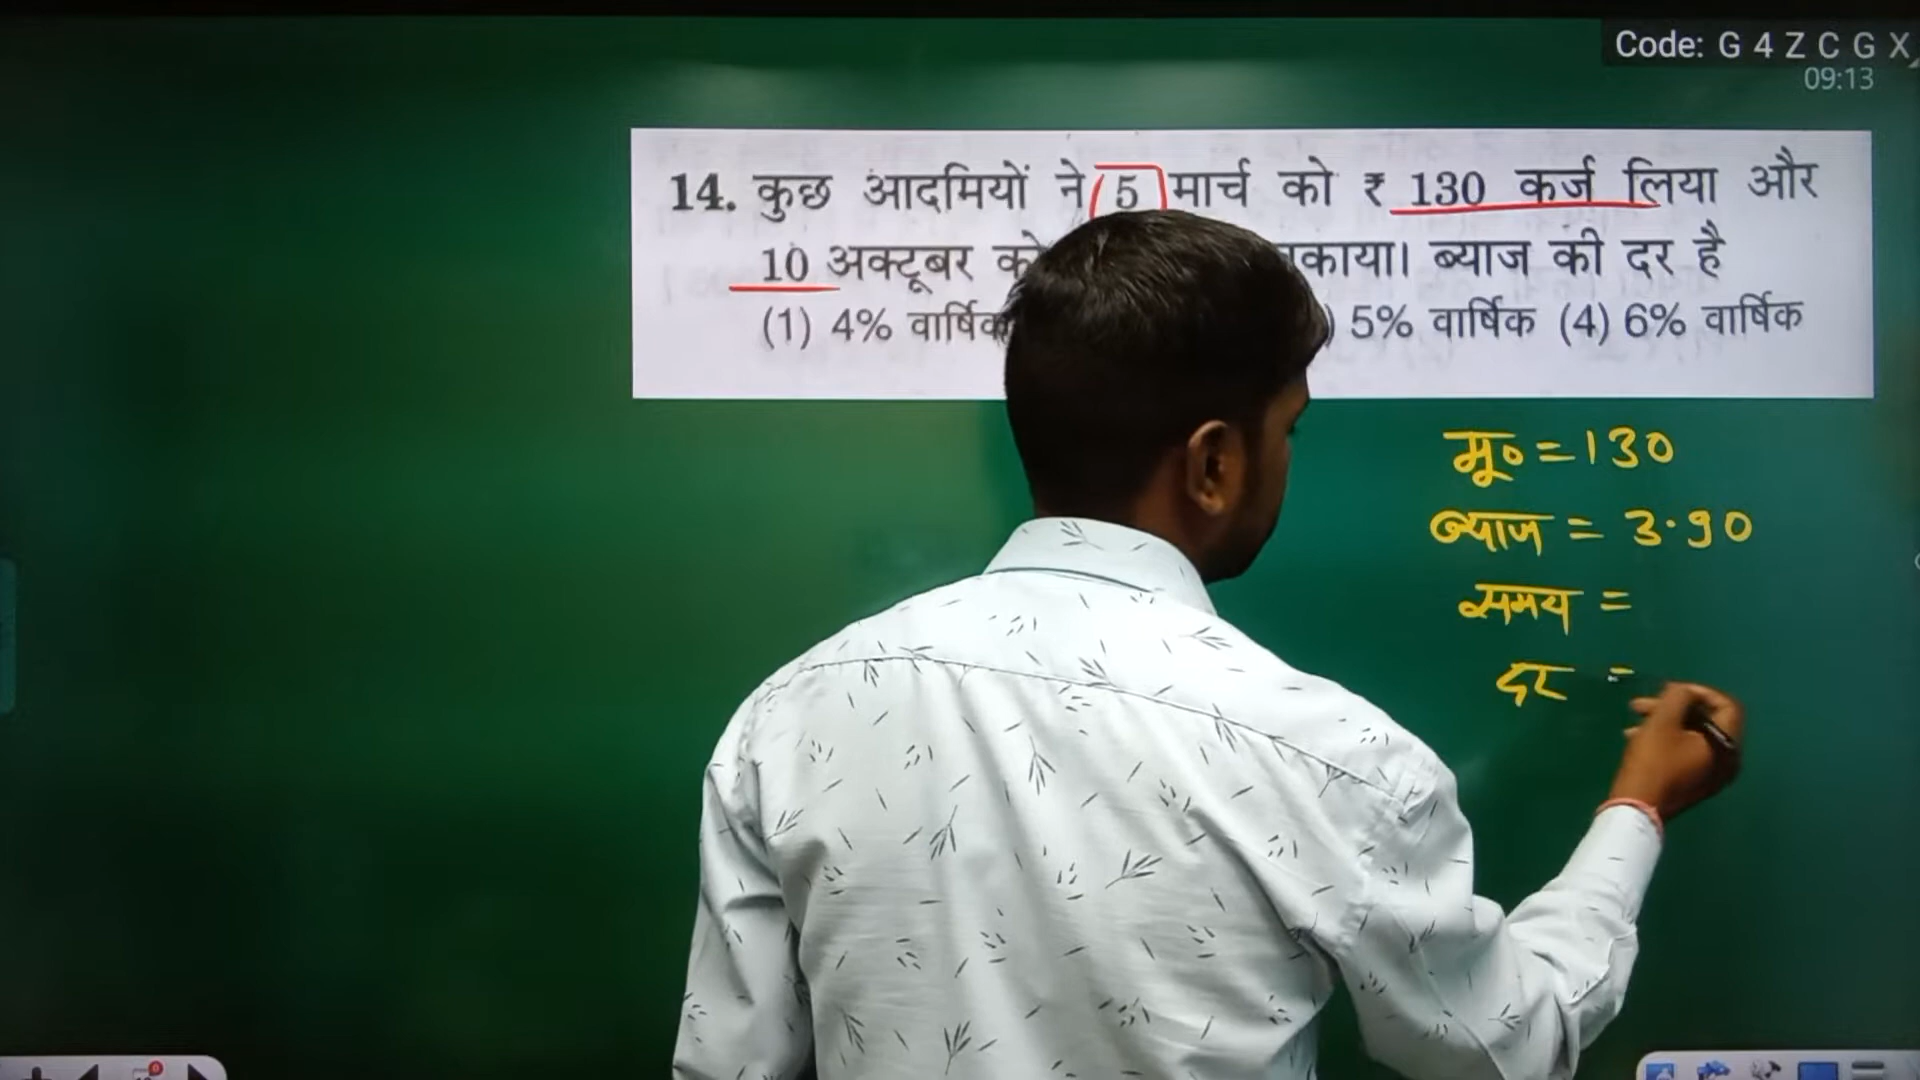 Code: G 4 Z C G X
09:13
14. कुछ आदमियों ने 5 मार्च को ₹ 130 कर्ज लिया और
10 अक्टूबर को चुकाया। ब्याज की दर है
(1) 4% वार्षिक 5% वार्षिक (4) 6% वार्षिक
मू० = 130
ब्याज = 3.90
समय =
दर =